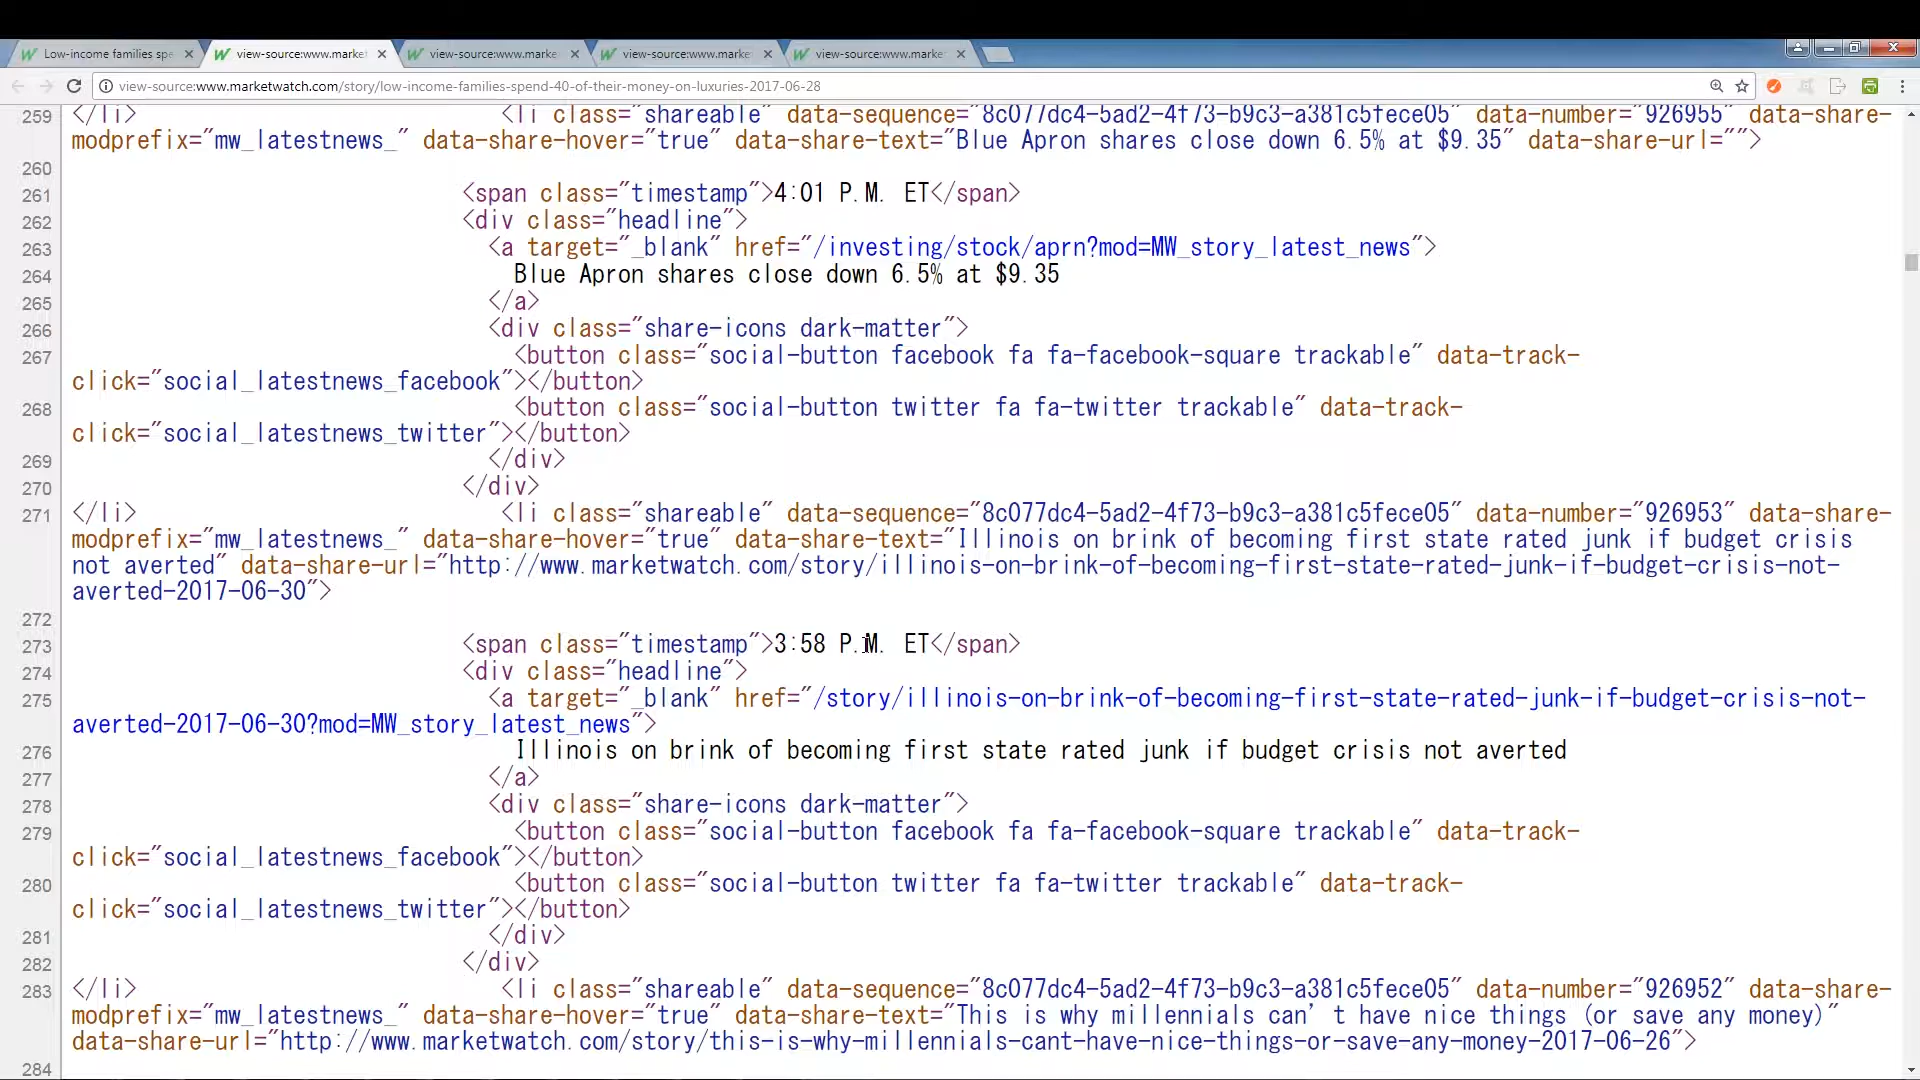 Low-income families spe
view-source:www.market
view-source:www.marke
view-source:www.marke
view-source:www.marke
view-source:www.marketwatch.com/story/low-income-families-spend-40-of-their-money-on-luxuries-2017-06-28
259 </li> <li class="shareable" data-sequence="8c077dc4-5ad2-4f73-b9c3-a381c5fece05" data-number="926955" data-share-
modprefix="mw_latestnews_" data-share-hover="true" data-share-text="Blue Apron shares close down 6.5% at $9.35" data-share-url="">
260
261 <span class="timestamp">4:01 P.M. ET</span>
262 <div class="headline">
263 <a target="_blank" href="/investing/stock/aprn?mod=MW_story_latest_news">
264 Blue Apron shares close down 6.5% at $9.35
265 </a>
266 <div class="share-icons dark-matter">
267 <button class="social-button facebook fa fa-facebook-square trackable" data-track-
click="social_latestnews_facebook"></button>
268 <button class="social-button twitter fa fa-twitter trackable" data-track-
click="social_latestnews_twitter"></button>
269 </div>
270 </div>
271 </li> <li class="shareable" data-sequence="8c077dc4-5ad2-4f73-b9c3-a381c5fece05" data-number="926953" data-share-
modprefix="mw_latestnews_" data-share-hover="true" data-share-text="Illinois on brink of becoming first state rated junk if budget crisis
not averted" data-share-url="http://www.marketwatch.com/story/illinois-on-brink-of-becoming-first-state-rated-junk-if-budget-crisis-not-
averted-2017-06-30">
272
273 <span class="timestamp">3:58 P.M. ET</span>
274 <div class="headline">
275 <a target="_blank" href="/story/illinois-on-brink-of-becoming-first-state-rated-junk-if-budget-crisis-not-
averted-2017-06-30?mod=MW_story_latest_news">
276 Illinois on brink of becoming first state rated junk if budget crisis not averted
277 </a>
278 <div class="share-icons dark-matter">
279 <button class="social-button facebook fa fa-facebook-square trackable" data-track-
click="social_latestnews_facebook"></button>
280 <button class="social-button twitter fa fa-twitter trackable" data-track-
click="social_latestnews_twitter"></button>
281 </div>
282 </div>
283 </li> <li class="shareable" data-sequence="8c077dc4-5ad2-4f73-b9c3-a381c5fece05" data-number="926952" data-share-
modprefix="mw_latestnews_" data-share-hover="true" data-share-text="This is why millennials can’t have nice things (or save any money)"
data-share-url="http://www.marketwatch.com/story/this-is-why-millennials-cant-have-nice-things-or-save-any-money-2017-06-26">
284